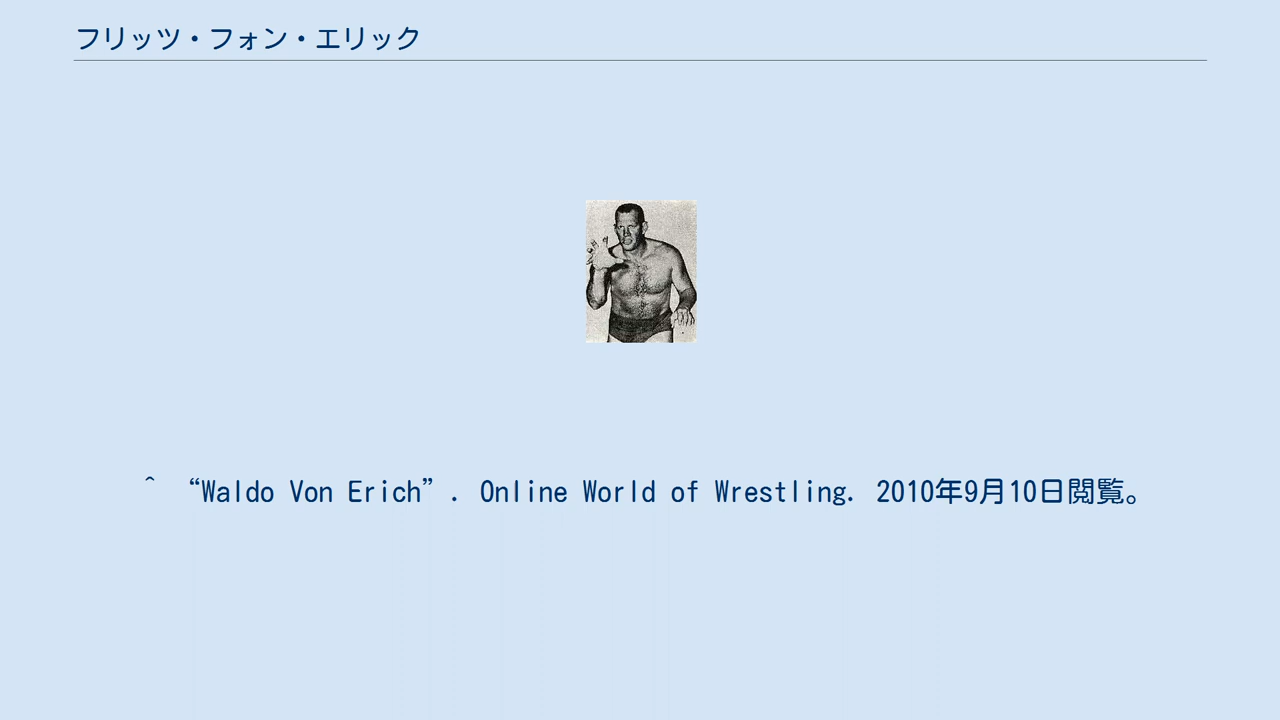 フリッツ・フォン・エリック
^ “Waldo Von Erich”. Online World of Wrestling. 2010年9月10日閲覧。